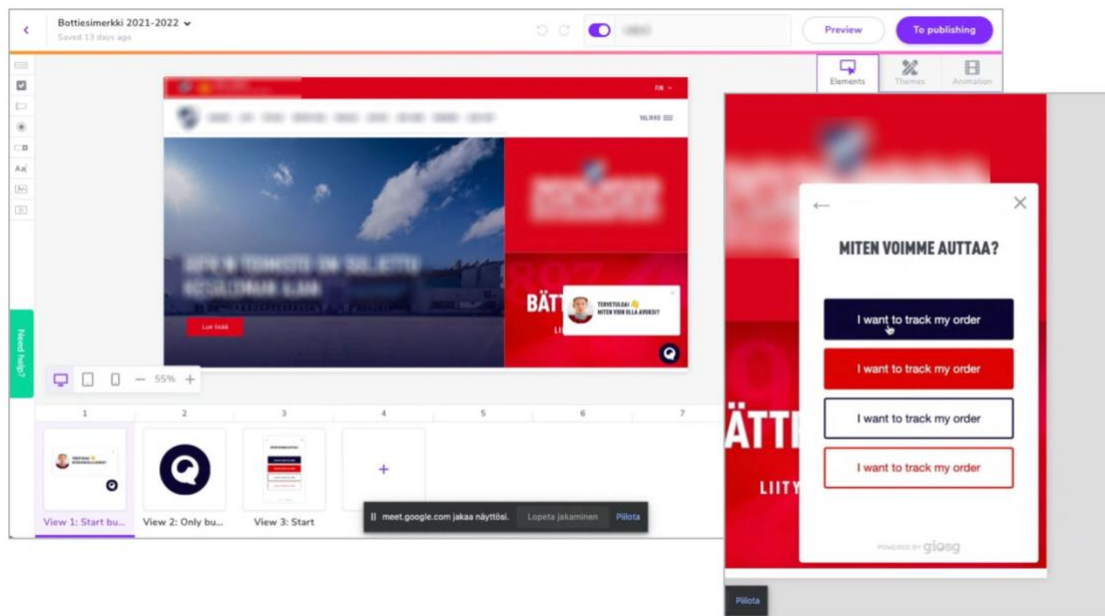 Bottiesimerkki 2021-2022
Saved 13 days ago
Preview
To publishing
Elements
Themes
Animation
FIN
VALIKKO
Lue lisää
BÄTT
LI
TERVETULOA!
MITEN VOIN OLLA AVUKSI?
Need help?
Aa
55%
1 2 3 4 5 6 7
View 1: Start bu...
View 2: Only bu...
View 3: Start
meet.google.com jakaa näyttösi.
Lopeta jakaminen
Piilota
MITEN VOIMME AUTTAA?
I want to track my order
I want to track my order
I want to track my order
I want to track my order
ÄTT
LIITY
POWERED BY giosg
Piilota